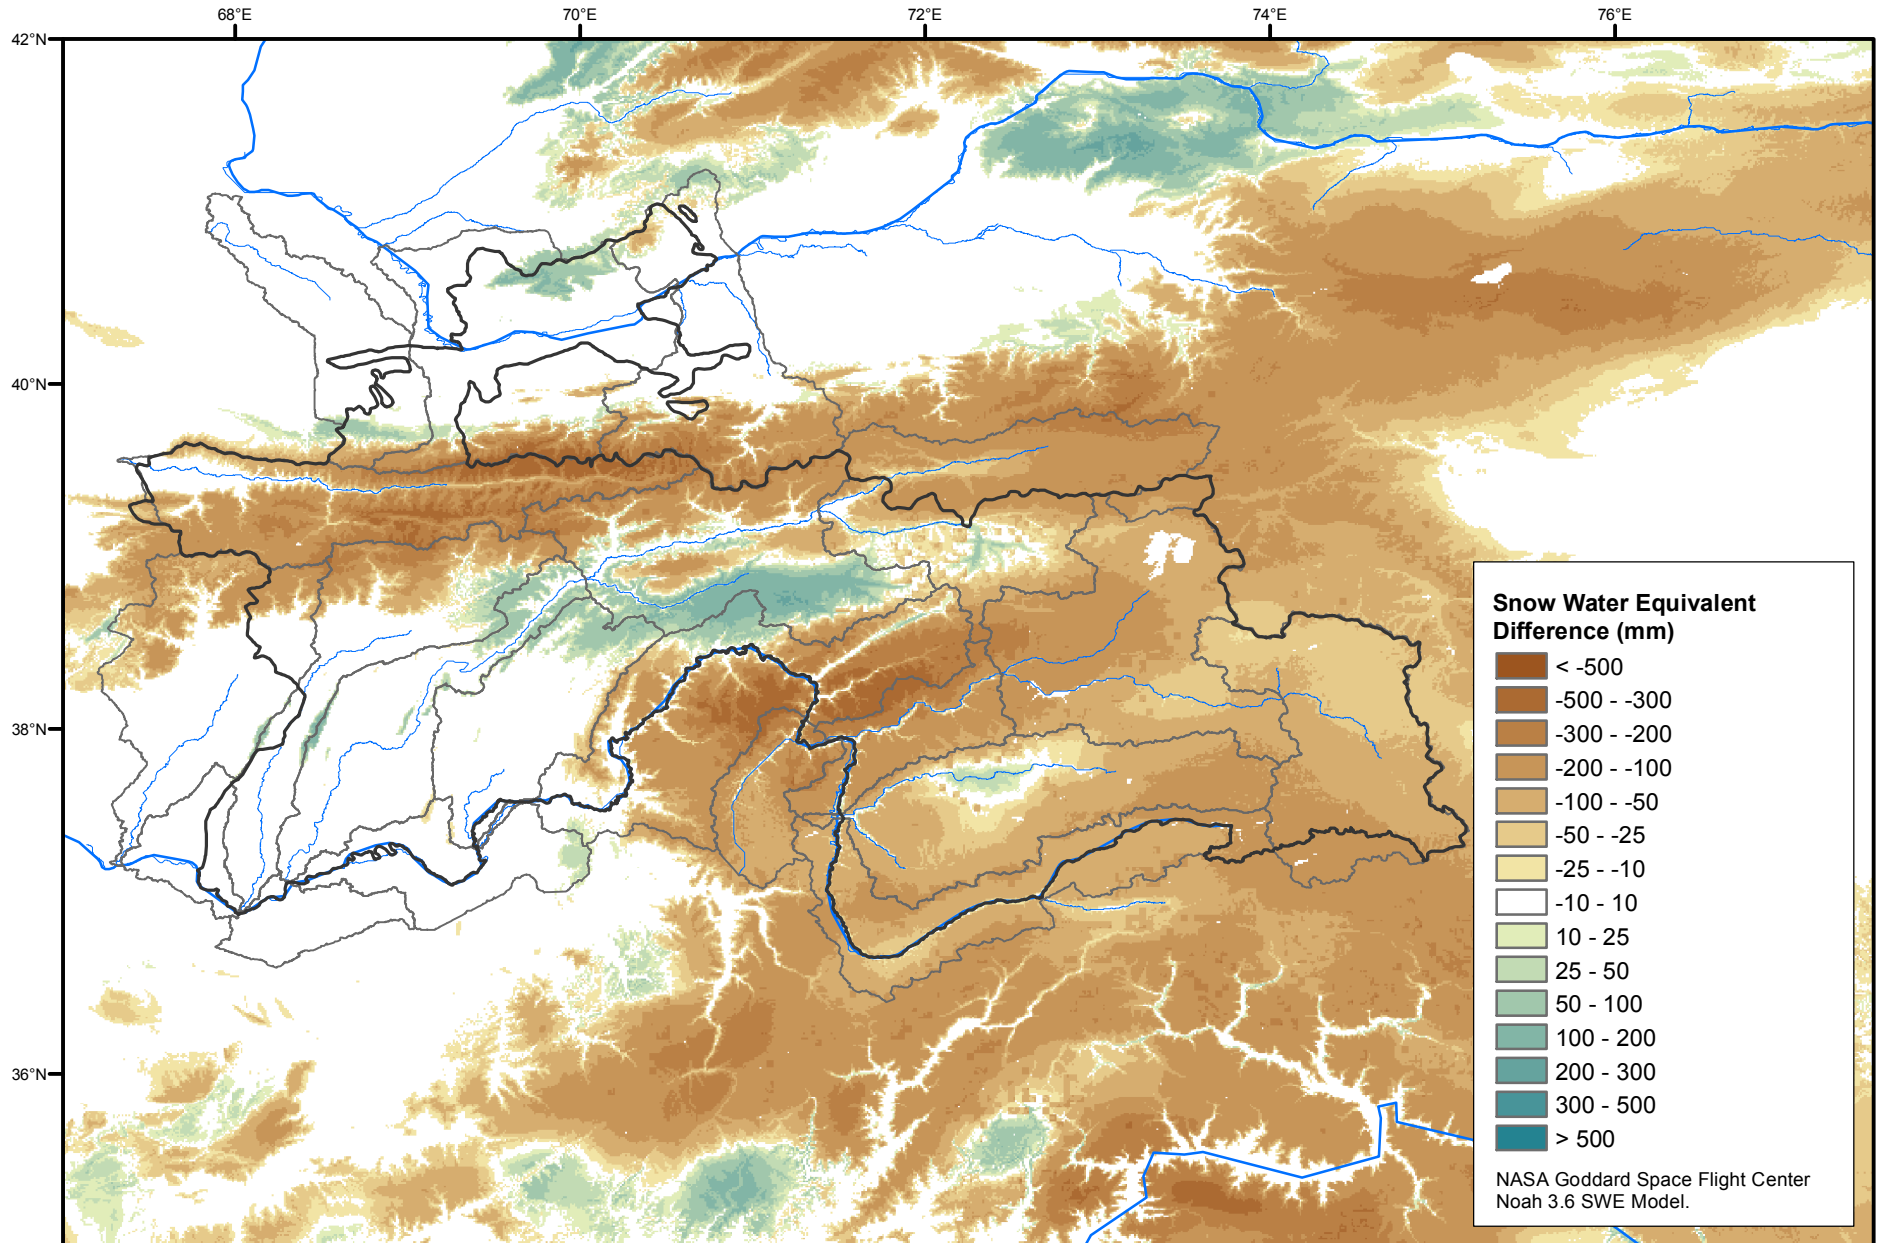 68°E
70°E
72°E
74°E
76°E
42°N
40°N
38°N
36°N
Snow Water Equivalent
Difference (mm)
< -500
-500 - -300
-300 - -200
-200 - -100
-100 - -50
-50 - -25
-25 - -10
-10 - 10
10 - 25
25 - 50
50 - 100
100 - 200
200 - 300
300 - 500
> 500
NASA Goddard Space Flight Center
Noah 3.6 SWE Model.